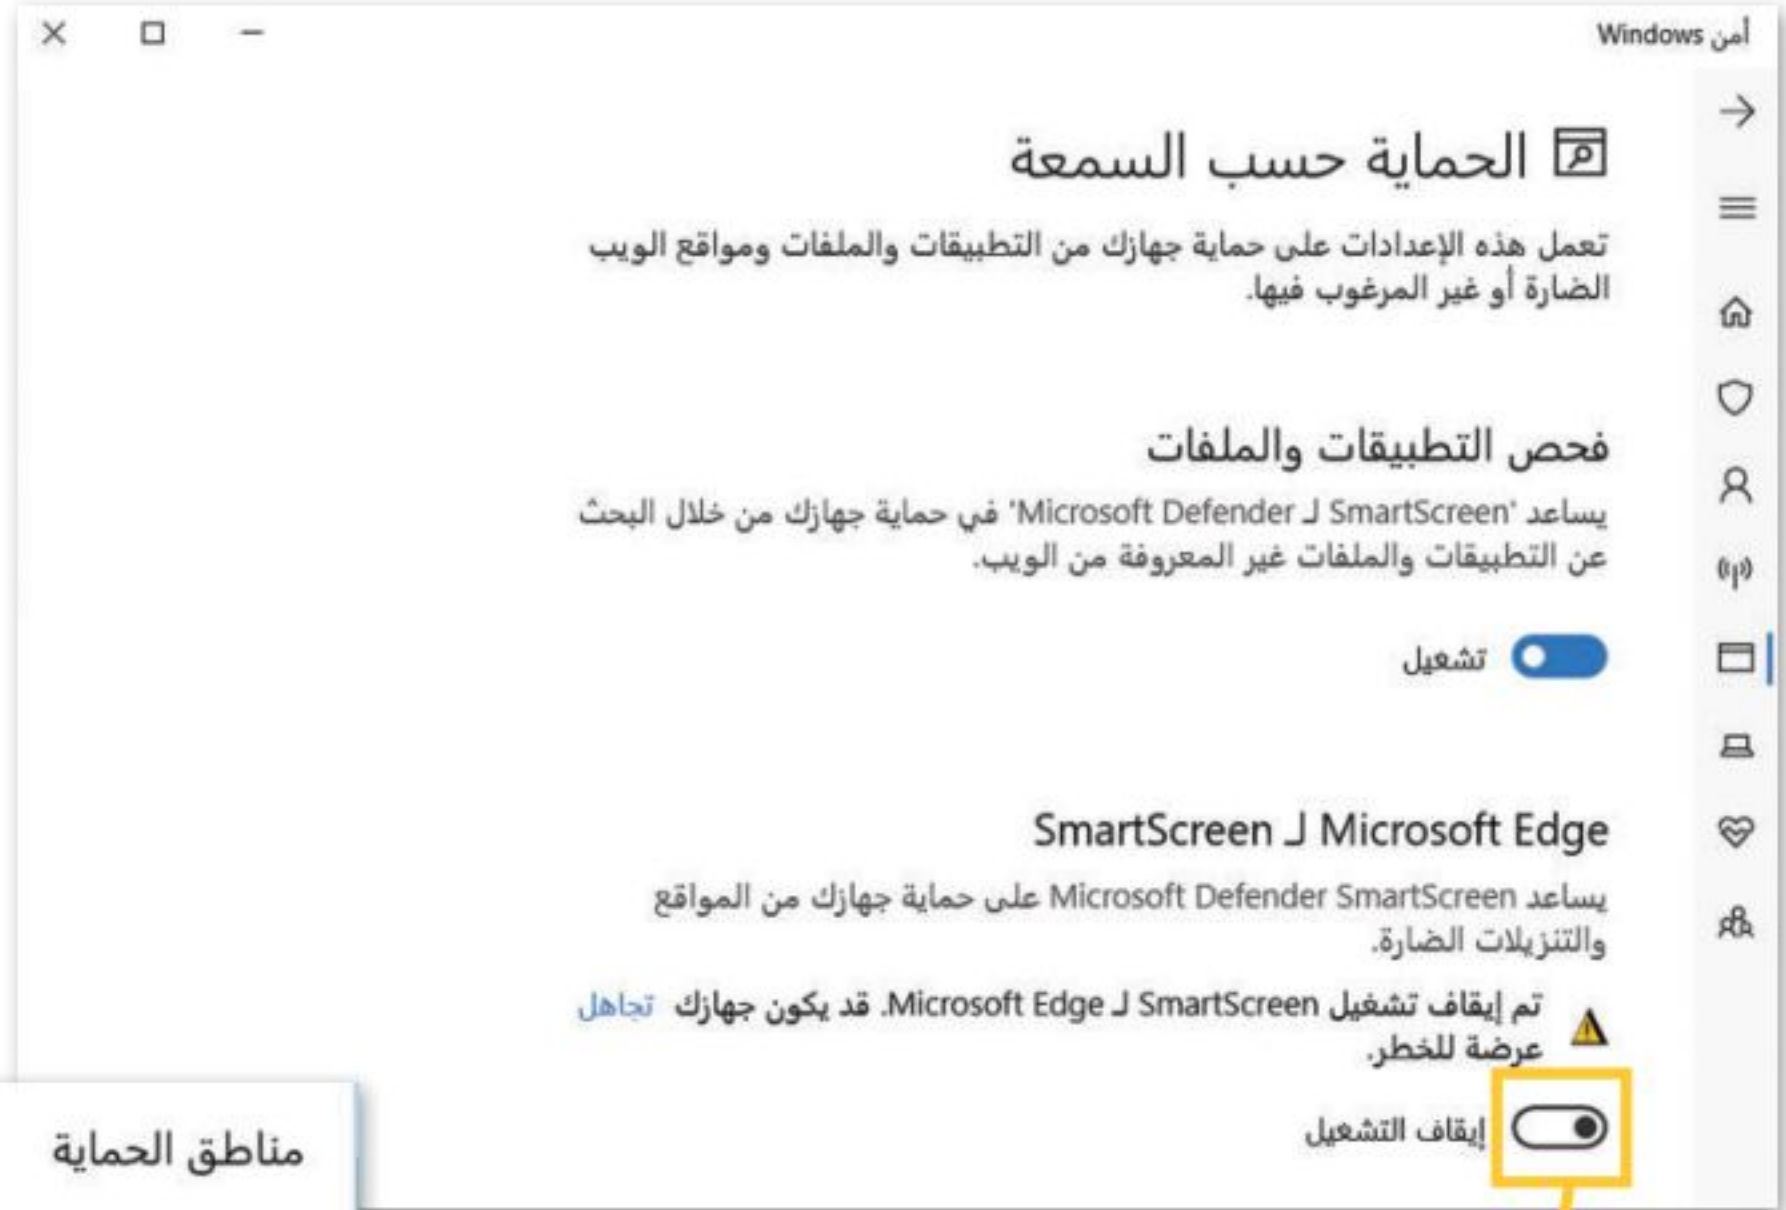 أمن Windows
الحماية حسب السمعة
تعمل هذه الإعدادات على حماية جهازك من التطبيقات والملفات ومواقع الويب
الضارة أو غير المرغوب فيها.
فحص التطبيقات والملفات
يساعد 'SmartScreen لـ Microsoft Defender' في حماية جهازك من خلال البحث
عن التطبيقات والملفات غير المعروفة من الويب.
تشغيل
SmartScreen لـ Microsoft Edge
يساعد Microsoft Defender SmartScreen على حماية جهازك من المواقع
والتنزيلات الضارة.
تم إيقاف تشغيل SmartScreen لـ Microsoft Edge. قد يكون جهازك تجاهل
عرضة للخطر.
إيقاف التشغيل
مناطق الحماية